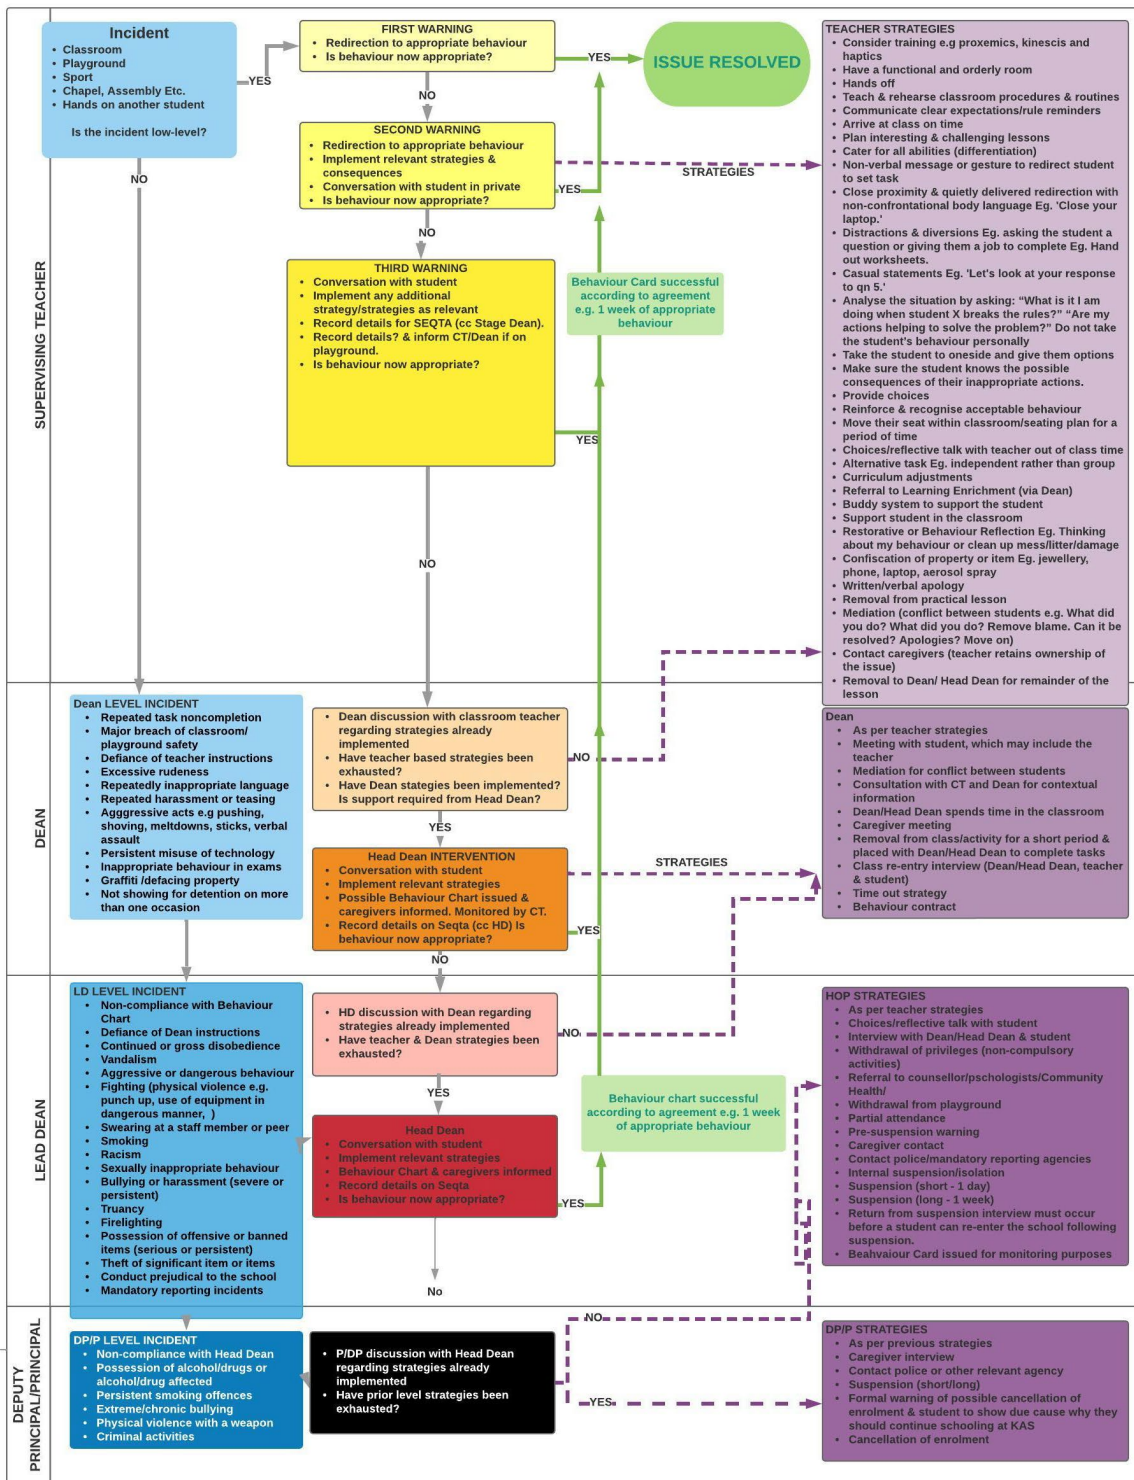 Incident
• Classroom
• Playground
• Sport
• Chapel, Assembly Etc.
• Hands on another student
Is the incident low-level?
YES
NO
FIRST WARNING
• Redirection to appropriate behaviour
• Is behaviour now appropriate?
YES
ISSUE RESOLVED
NO
SECOND WARNING
• Redirection to appropriate behaviour
• Implement relevant strategies &
consequences
• Conversation with student in private
• Is behaviour now appropriate?
YES
STRATEGIES
NO
THIRD WARNING
• Conversation with student
• Implement any additional
strategy/strategies as relevant
• Record details for SEQTA (cc Stage Dean).
• Record details? & inform CT/Dean if on
playground.
• Is behaviour now appropriate?
YES
NO
Behaviour Card successful
according to agreement
e.g. 1 week of appropriate
behaviour
SUPERVISING TEACHER
TEACHER STRATEGIES
• Consider training e.g proxemics, kinescis and
haptics
• Have a functional and orderly room
• Hands off
• Teach & rehearse classroom procedures & routines
• Communicate clear expectations/rule reminders
• Arrive at class on time
• Plan interesting & challenging lessons
• Cater for all abilities (differentiation)
• Non-verbal message or gesture to redirect student
to set task
• Close proximity & quietly delivered redirection with
non-confrontational body language Eg. 'Close your
laptop.'
• Distractions & diversions Eg. asking the student a
question or giving them a job to complete Eg. Hand
out worksheets.
• Casual statements Eg. 'Let's look at your response
to qn 5.'
• Analyse the situation by asking: “What is it I am
doing when student X breaks the rules?” “Are my
actions helping to solve the problem?” Do not take
the student's behaviour personally
• Take the student to oneside and give them options
• Make sure the student knows the possible
consequences of their inappropriate actions.
• Provide choices
• Reinforce & recognise acceptable behaviour
• Move their seat within classroom/seating plan for a
period of time
• Choices/reflective talk with teacher out of class time
• Alternative task Eg. independent rather than group
• Curriculum adjustments
• Referral to Learning Enrichment (via Dean)
• Buddy system to support the student
• Support student in the classroom
• Restorative or Behaviour Reflection Eg. Thinking
about my behaviour or clean up mess/litter/damage
• Confiscation of property or item Eg. jewellery,
phone, laptop, aerosol spray
• Written/verbal apology
• Removal from practical lesson
• Mediation (conflict between students e.g. What did
you do? What did you do? Remove blame. Can it be
resolved? Apologies? Move on)
• Contact caregivers (teacher retains ownership of
the issue)
• Removal to Dean/ Head Dean for remainder of the
lesson
DEAN
Dean LEVEL INCIDENT
• Repeated task noncompletion
• Major breach of classroom/
playground safety
• Defiance of teacher instructions
• Excessive rudeness
• Repeatedly inappropriate language
• Repeated harassment or teasing
• Agggressive acts e.g pushing,
shoving, meltdowns, sticks, verbal
assault
• Persistent misuse of technology
• Inappropriate behaviour in exams
• Graffiti /defacing property
• Not showing for detention on more
than one occasion
• Dean discussion with classroom teacher
regarding strategies already
implemented
• Have teacher based strategies been
exhausted?
• Have Dean stategies been implemented?
Is support required from Head Dean?
NO
YES
Head Dean INTERVENTION
• Conversation with student
• Implement relevant strategies
• Possible Behaviour Chart issued &
caregivers informed. Monitored by CT.
• Record details on Seqta (cc HD) Is
behaviour now appropriate?
STRATEGIES
YES
NO
Dean
• As per teacher strategies
• Meeting with student, which may include the
teacher
• Mediation for conflict between students
• Consultation with CT and Dean for contextual
information
• Dean/Head Dean spends time in the classroom
• Caregiver meeting
• Removal from class/activity for a short period &
placed with Dean/Head Dean to complete tasks
• Class re-entry interview (Dean/Head Dean, teacher
& student)
• Time out strategy
• Behaviour contract
LEAD DEAN
LD LEVEL INCIDENT
• Non-compliance with Behaviour
Chart
• Defiance of Dean instructions
• Continued or gross disobedience
• Vandalism
• Aggressive or dangerous behaviour
• Fighting (physical violence e.g.
punch up, use of equipment in
dangerous manner, )
• Swearing at a staff member or peer
• Smoking
• Racism
• Sexually inappropriate behaviour
• Bullying or harassment (severe or
persistent)
• Truancy
• Firelighting
• Possession of offensive or banned
items (serious or persistent)
• Theft of significant item or items
• Conduct prejudical to the school
• Mandatory reporting incidents
• HD discussion with Dean regarding
strategies already implemented
• Have teacher & Dean strategies been
exhausted?
NO
YES
Head Dean
• Conversation with student
• Implement relevant strategies
• Behaviour Chart & caregivers informed
• Record details on Seqta
• Is behaviour now appropriate?
YES
No
Behaviour chart successful
according to agreement e.g. 1 week
of appropriate behaviour
HOP STRATEGIES
• As per teacher strategies
• Choices/reflective talk with student
• Interview with Dean/Head Dean & student
• Withdrawal of privileges (non-compulsory
activities)
• Referral to counsellor/pschologists/Community
Health/
• Withdrawal from playground
• Partial attendance
• Pre-suspension warning
• Caregiver contact
• Contact police/mandatory reporting agencies
• Internal suspension/isolation
• Suspension (short - 1 day)
• Suspension (long - 1 week)
• Return from suspension interview must occur
before a student can re-enter the school following
suspension.
• Beahvaiour Card issued for monitoring purposes
DEPUTY
PRINCIPAL/PRINCIPAL
DP/P LEVEL INCIDENT
• Non-compliance with Head Dean
• Possession of alcohol/drugs or
alcohol/drug affected
• Persistent smoking offences
• Extreme/chronic bullying
• Physical violence with a weapon
• Criminal activities
• P/DP discussion with Head Dean
regarding strategies already
implemented
• Have prior level strategies been
exhausted?
NO
YES
DP/P STRATEGIES
• As per previous strategies
• Caregiver interview
• Contact police or other relevant agency
• Suspension (short/long)
• Formal warning of possible cancellation of
enrolment & student to show due cause why they
should continue schooling at KAS
• Cancellation of enrolment